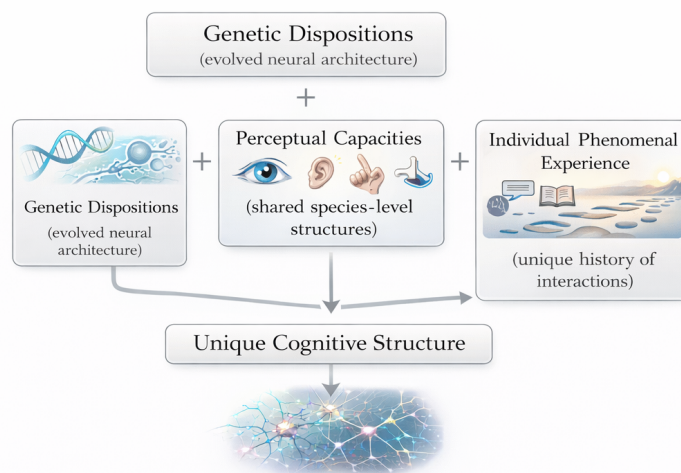 Genetic Dispositions
(evolved neural architecture)
+
+
+
Genetic Dispositions
(evolved neural
architecture)
Perceptual Capacities
(shared species-level
structures)
Individual Phenomenal
Experience
(unique history of
interactions)
Unique Cognitive Structure